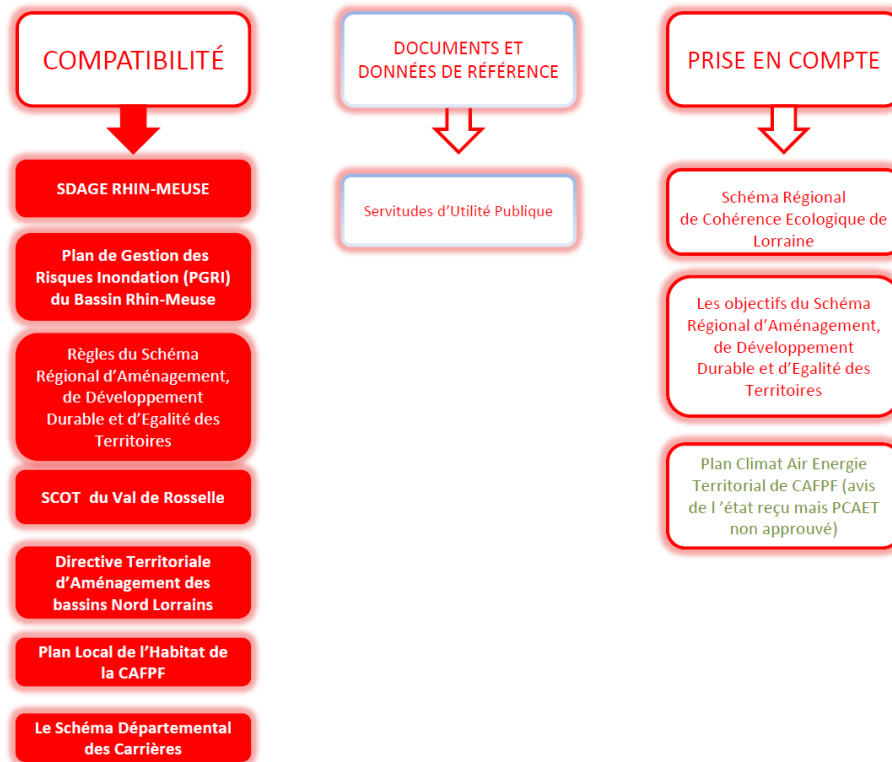 COMPATIBILITÉ
SDAGE RHIN-MEUSE
Plan de Gestion des
Risques Inondation (PGRI)
du Bassin Rhin-Meuse
Règles du Schéma
Régional d’Aménagement,
de Développement
Durable et d’Egalité des
Territoires
SCOT du Val de Rosselle
Directive Territoriale
d’Aménagement des
bassins Nord Lorrains
Plan Local de l’Habitat de
la CAFPF
Le Schéma Départemental
des Carrières
DOCUMENTS ET
DONNÉES DE RÉFÉRENCE
Servitudes d’Utilité Publique
PRISE EN COMPTE
Schéma Régional
de Cohérence Ecologique de
Lorraine
Les objectifs du Schéma
Régional d’Aménagement,
de Développement
Durable et d’Egalité des
Territoires
Plan Climat Air Energie
Territorial de CAFPF (avis
de l ’état reçu mais PCAET
non approuvé)